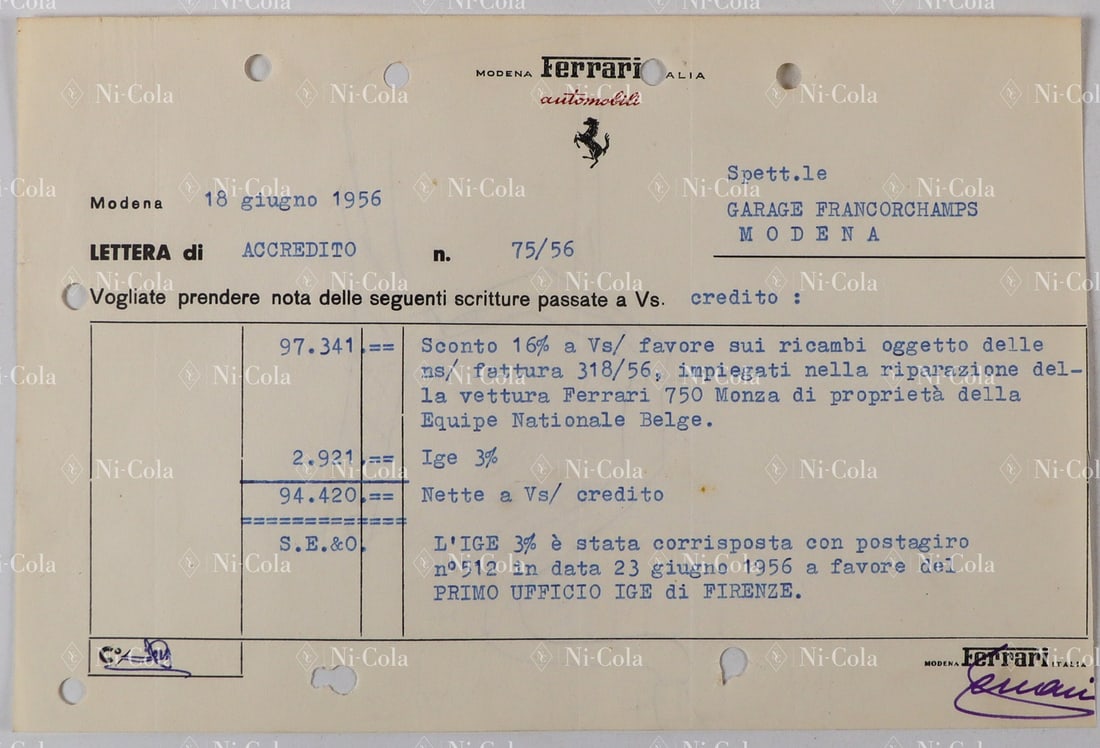 MODENA Ferrari ALIA
automobili
Spett.le
GARAGE FRANCORCHAMPS
MODENA
Modena 18 giugno 1956
LETTERA di ACCREDITO n. 75/56
Vogliate prendere nota delle seguenti scritture passate a Vs. credito :
97.341.== Sconto 16% a Vs/ favore sui ricambi oggetto delle
ns/ fattura 318/56, impiegati nella riparazione del-
la vettura Ferrari 750 Monza di proprietà della
Equipe Nationale Belge.
2.921.== Ige 3%
94.420.== Nette a Vs/ credito
=============
S.E.&O. L'IGE 3% è stata corrisposta con postagiro
n°512 in data 23 giugno 1956 a favore del
PRIMO UFFICIO IGE di FIRENZE.
MODENA Ferrari ITALIA
Ferrari
Ni-Cola